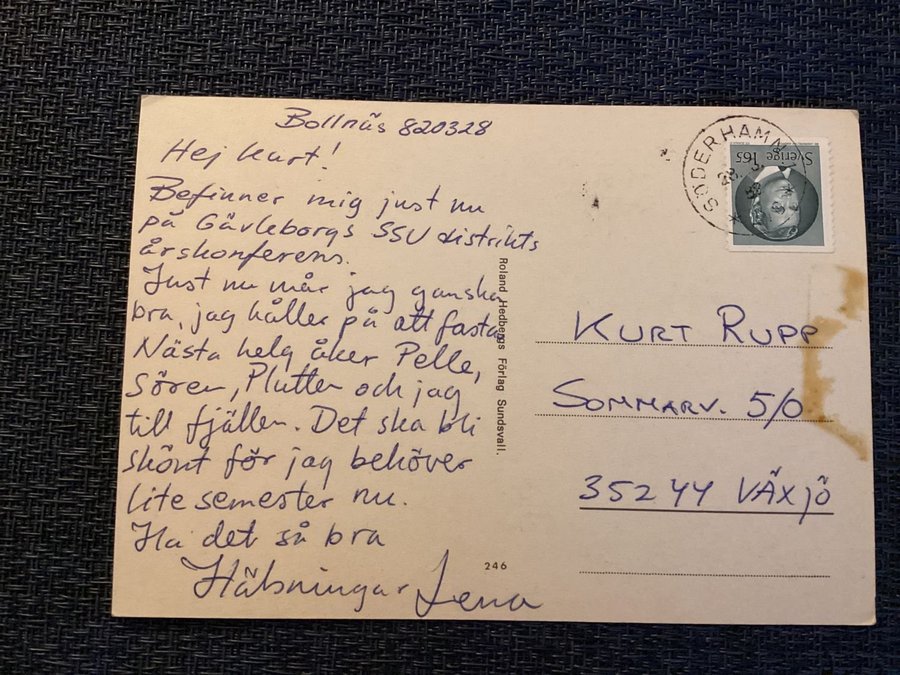 Bollnäs 820328
Hej Kurt!
Befinner mig just nu
på Gävleborgs SSU distrikts
årskonferens.
Just nu mår jag ganska
bra, jag håller på att fasta.
Nästa helg åker Pelle,
Sören, Plutten och jag
till fjällen. Det ska bli
skönt för jag behöver
lite semester nu.
Ha det så bra
Hälsningar Lena
Roland Hedbergs Förlag Sundsvall.
246
SÖDERHAMN 1
Sverige 165
KURT RUPP
SOMMARV. 5/0
352 44 VÄXJÖ